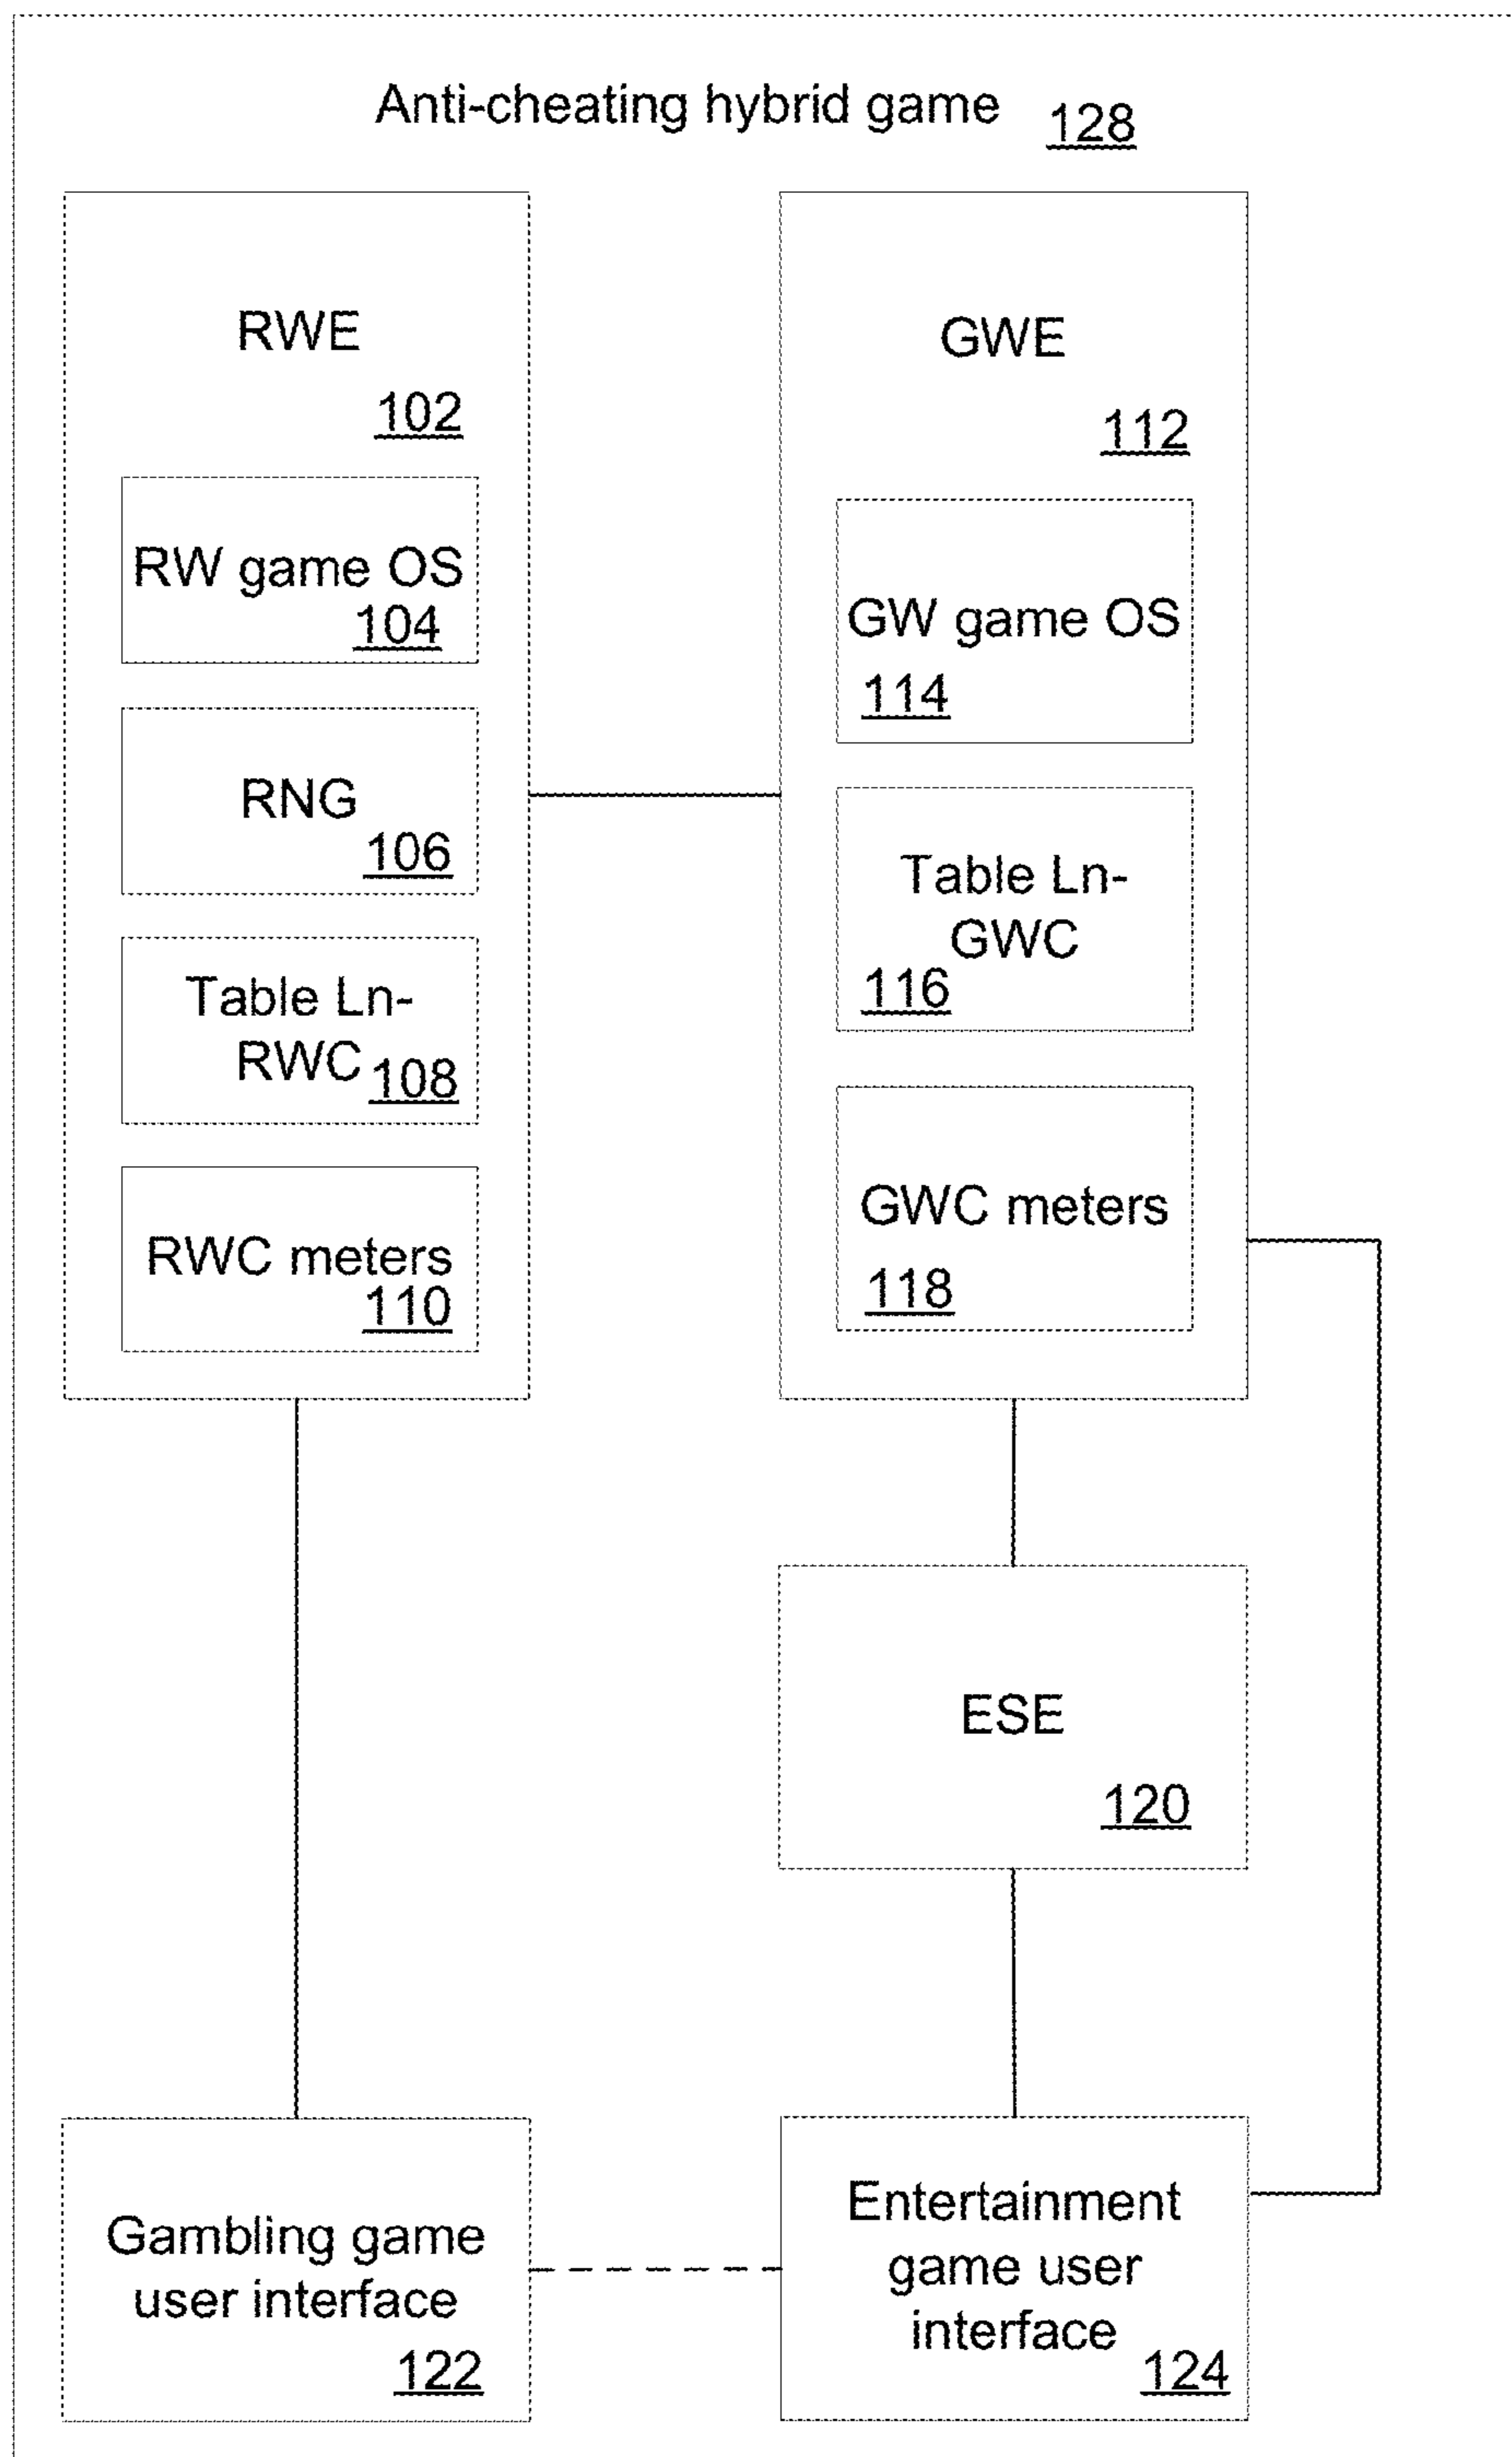 Anti-cheating hybrid game 128
RWE
102
RW game OS
104
RNG
106
Table Ln-
RWC 108
RWC meters
110
GWE
112
GW game OS
114
Table Ln-
GWC
116
GWC meters
118
ESE
120
Gambling game
user interface
122
Entertainment
game user
interface
124